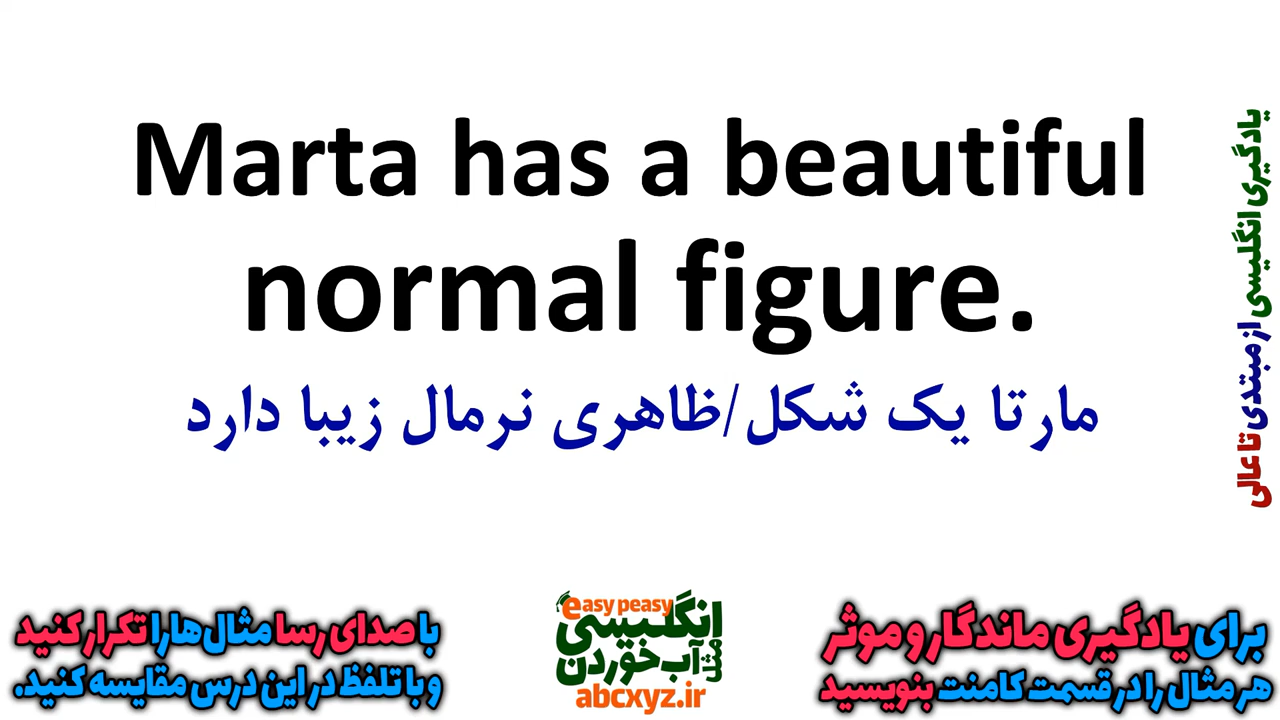 Marta has a beautiful
normal figure.
مارتا یک شکل/ظاهری نرمال زیبا دارد
یادگیری انگلیسی از مبتدی تا عالی
برای یادگیری ماندگار و موثر
هر مثال را در قسمت کامنت بنویسید
easy peasy
انگلیسی
مثل آب خوردن
abcxyz.ir
با صدای رسا مثال‌ها را تکرار کنید
و با تلفظ در این درس مقایسه کنید.